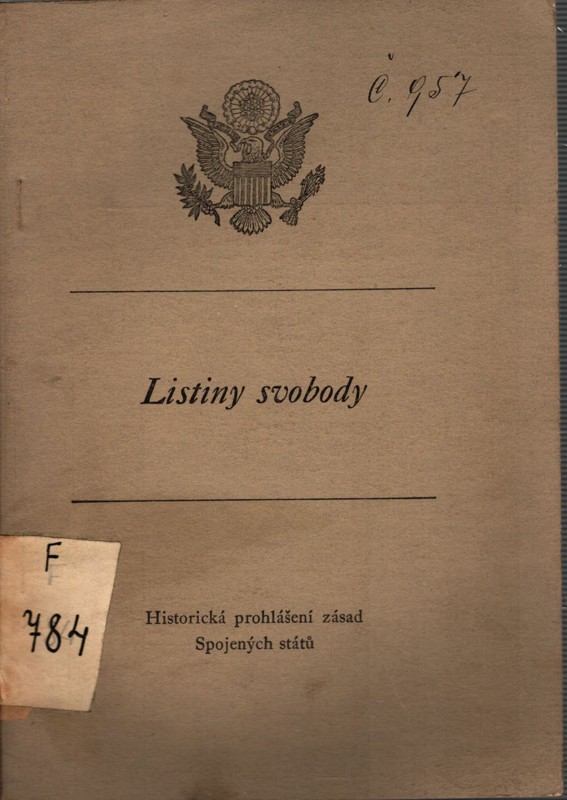 Č. 957
Listiny svobody
F
784
Historická prohlášení zásad
Spojených států